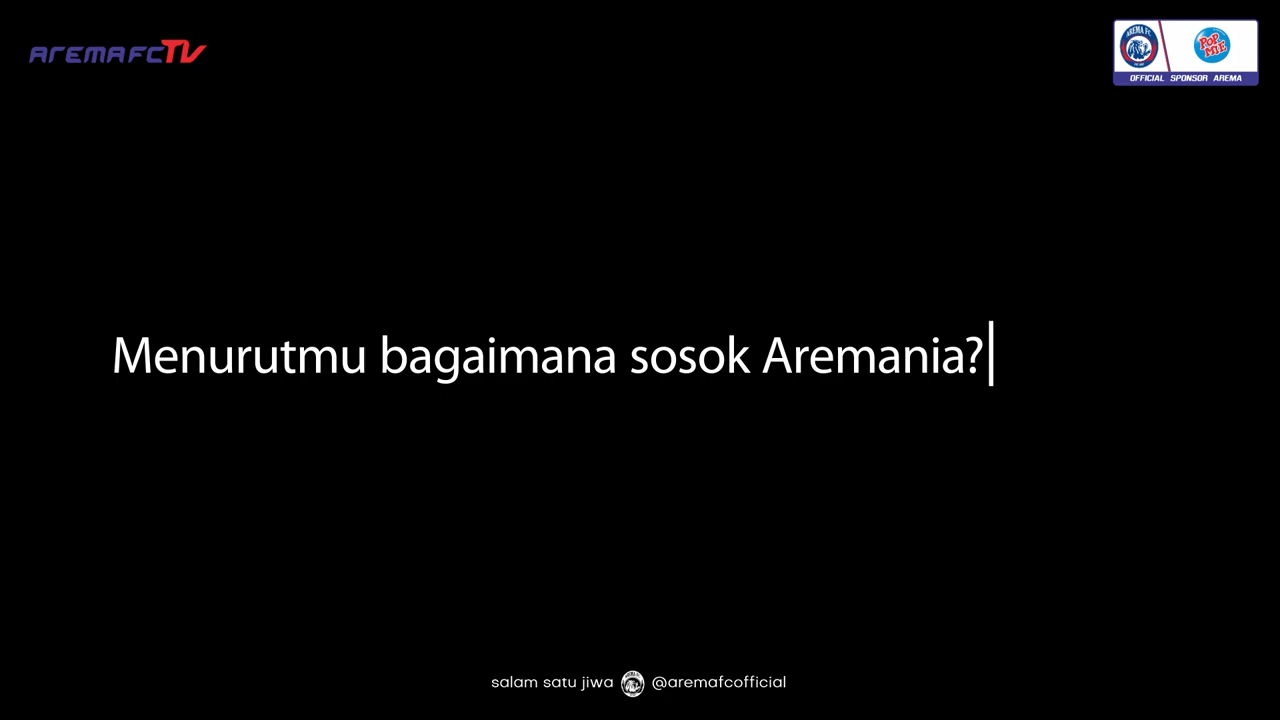 AREMAFCTV
AREMA FC
POP MIE
OFFICIAL SPONSOR AREMA
Menurutmu bagaimana sosok Aremania?
salam satu jiwa @aremafcofficial